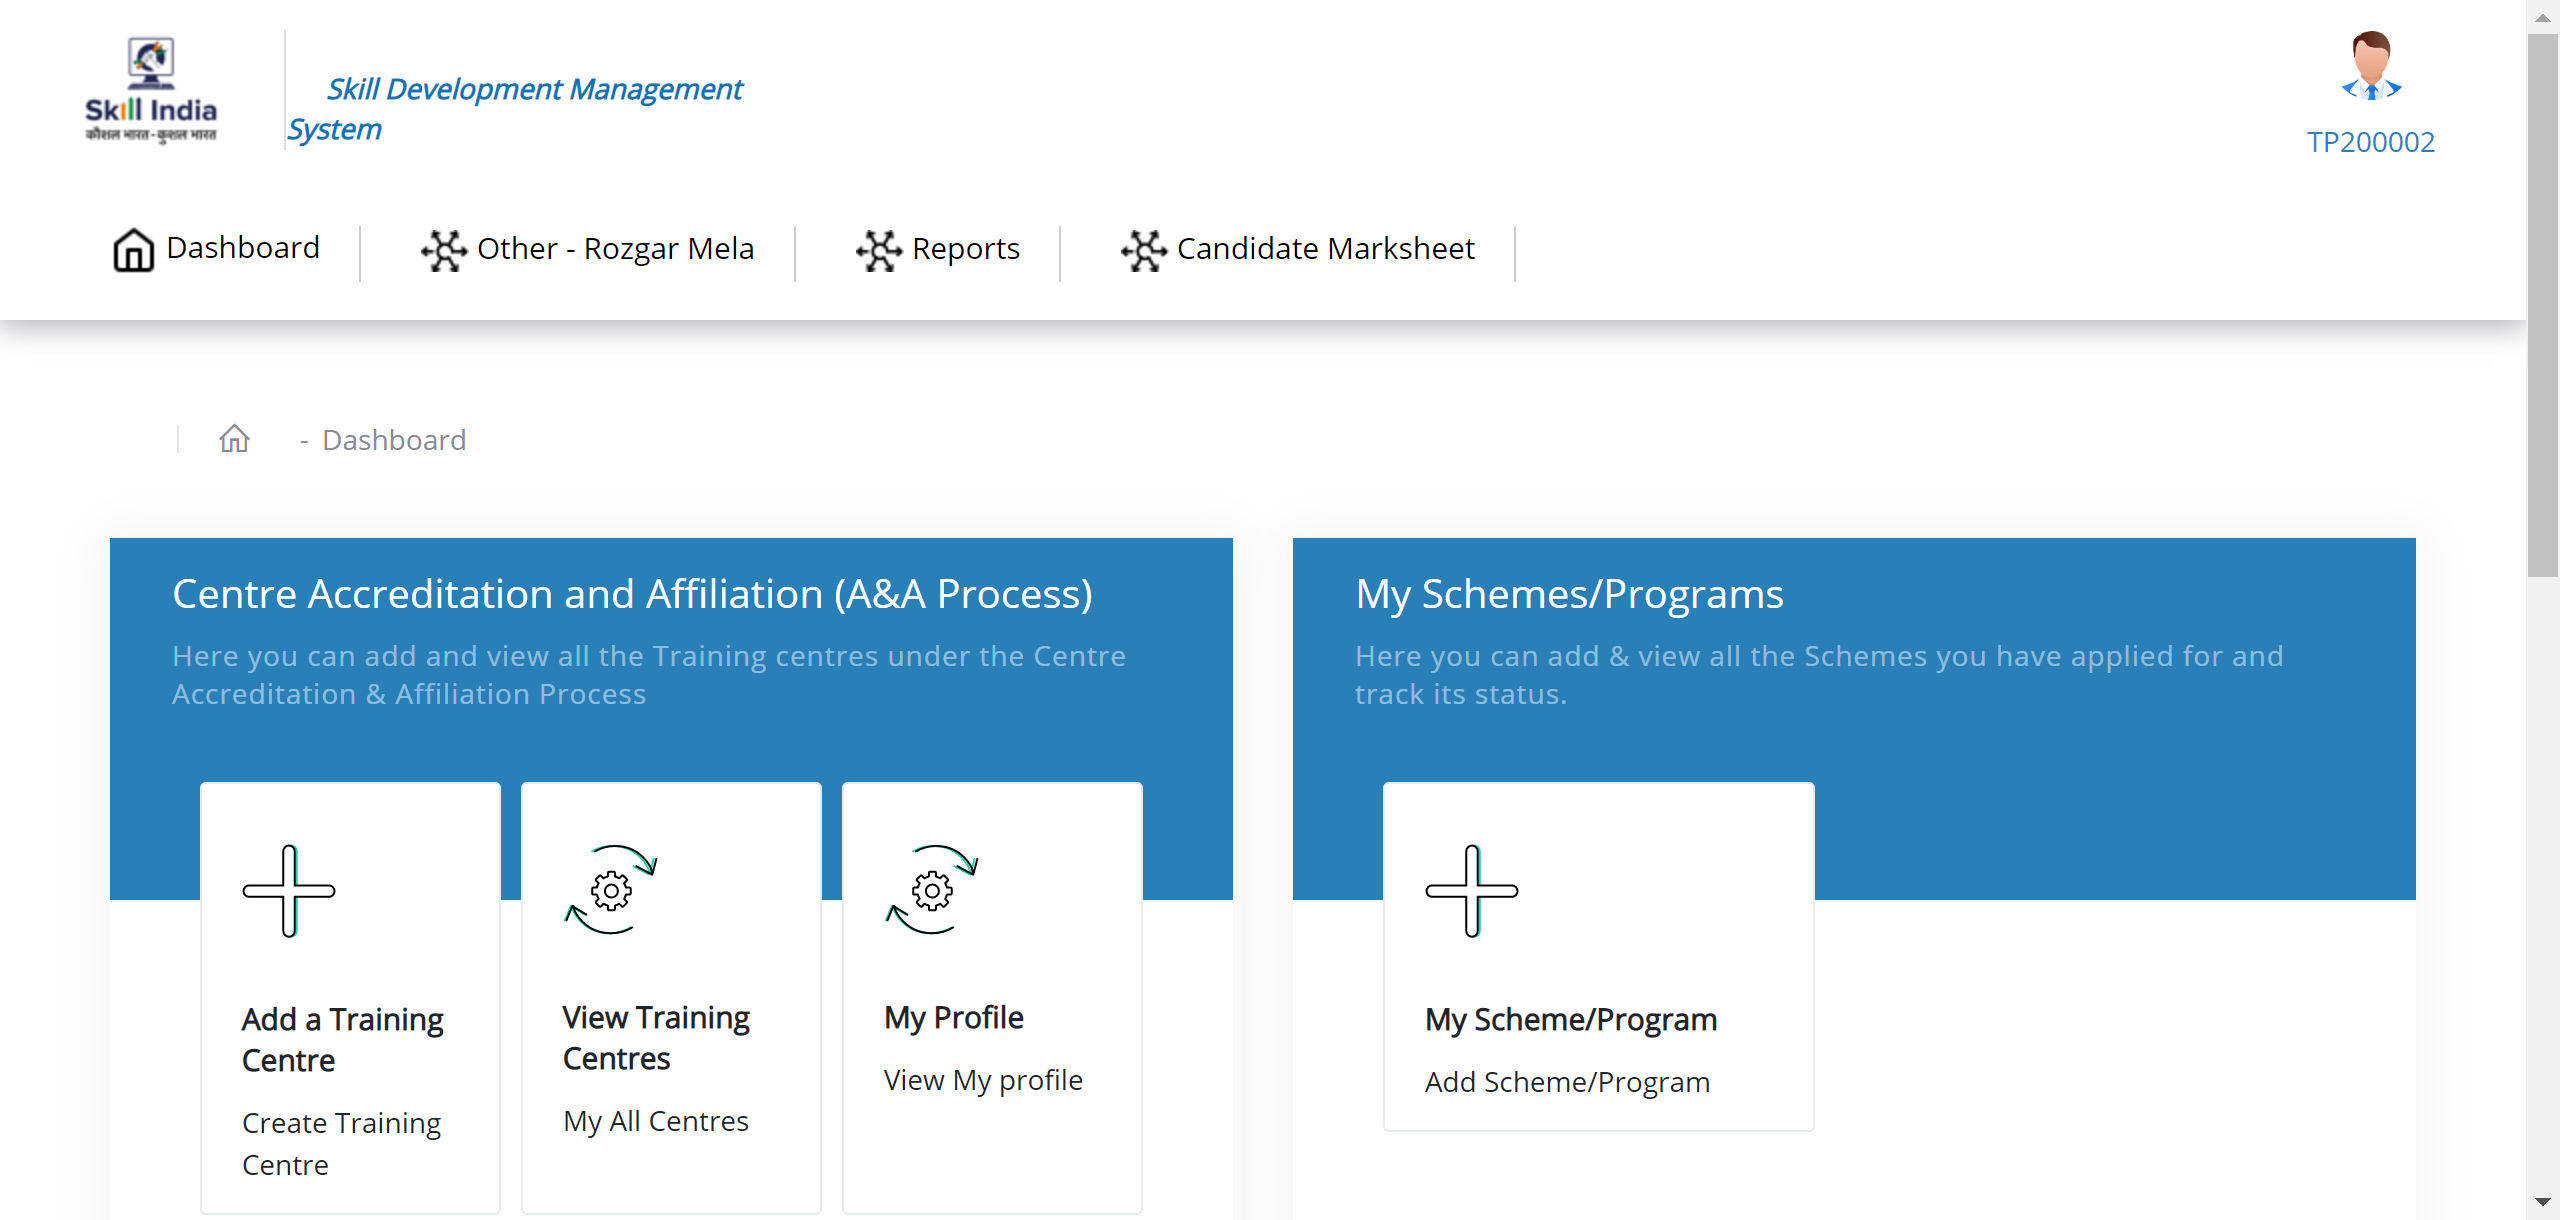 Skill India
कौशल भारत-कुशल भारत
Skill Development Management
System
TP200002
Dashboard
Other - Rozgar Mela
Reports
Candidate Marksheet
- Dashboard
Centre Accreditation and Affiliation (A&A Process)
Here you can add and view all the Training centres under the Centre
Accreditation & Affiliation Process
Add a Training
Centre
Create Training
Centre
View Training
Centres
My All Centres
My Profile
View My profile
My Schemes/Programs
Here you can add & view all the Schemes you have applied for and
track its status.
My Scheme/Program
Add Scheme/Program